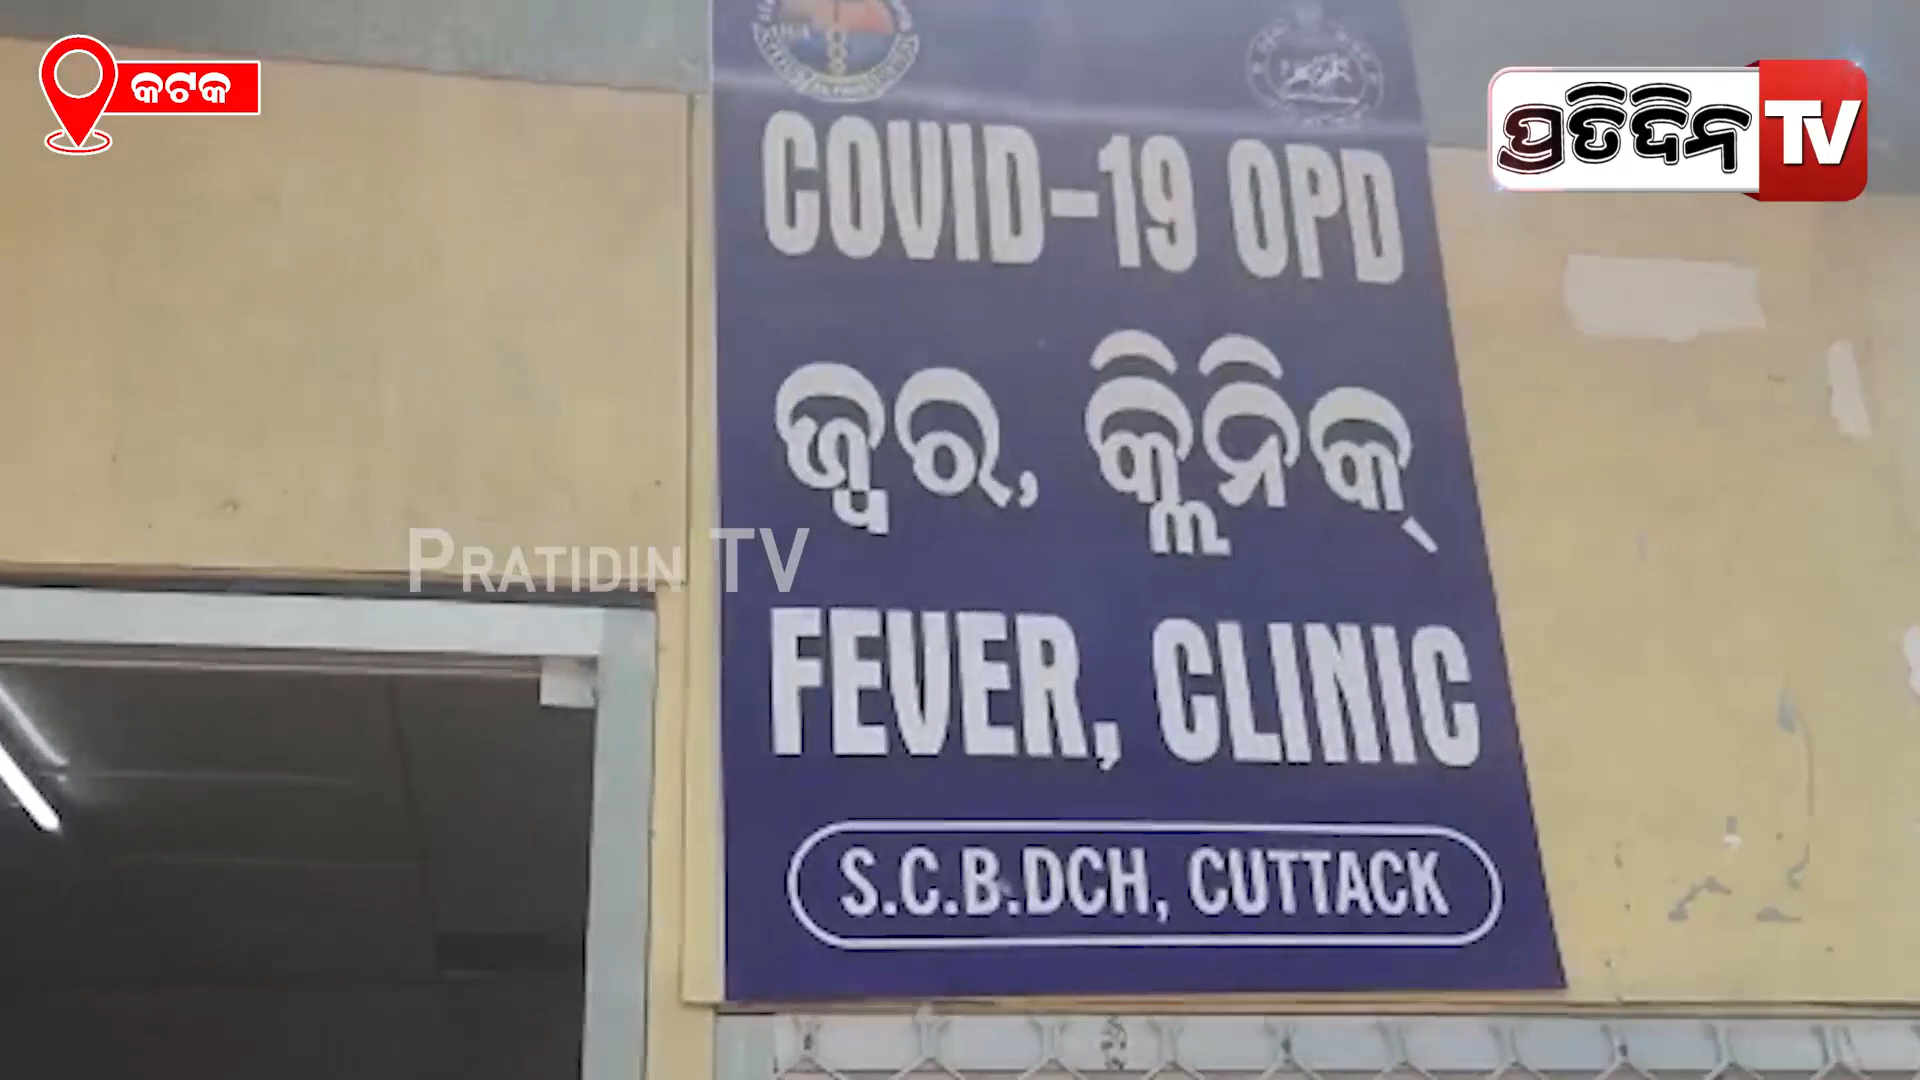 କଟକ
ପ୍ରତିଦିନ TV
COVID-19 OPD
ଜ୍ୱର, କ୍ଲିନିକ୍
PRATIDIN TV
FEVER, CLINIC
S.C.B.DCH, CUTTACK